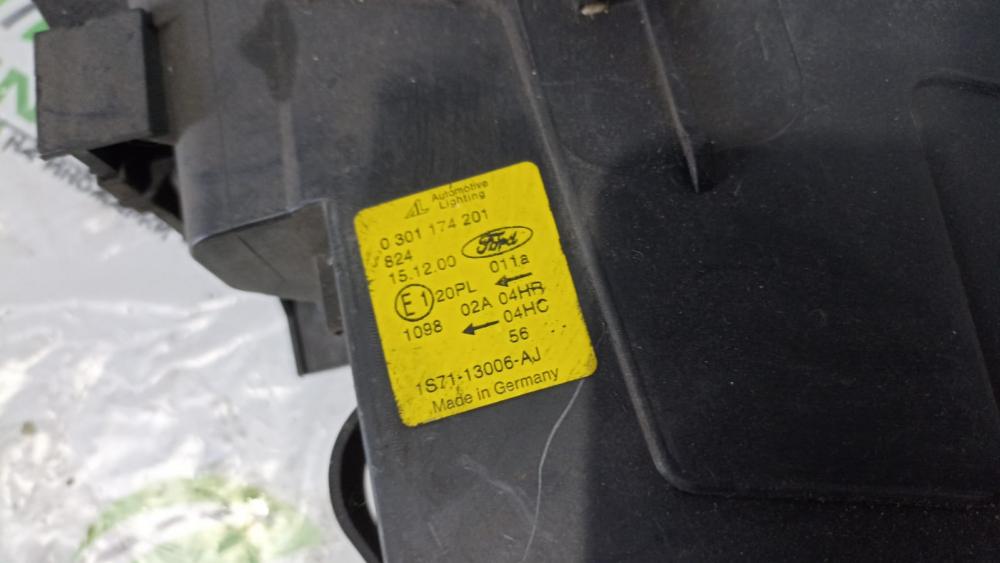 Automotive
Lighting
0 301 174 201
824
15.12.00
Ford
011a
E1
20PL
02A
04HR
1098
04HC
56
1S71-13006-AJ
Made in Germany